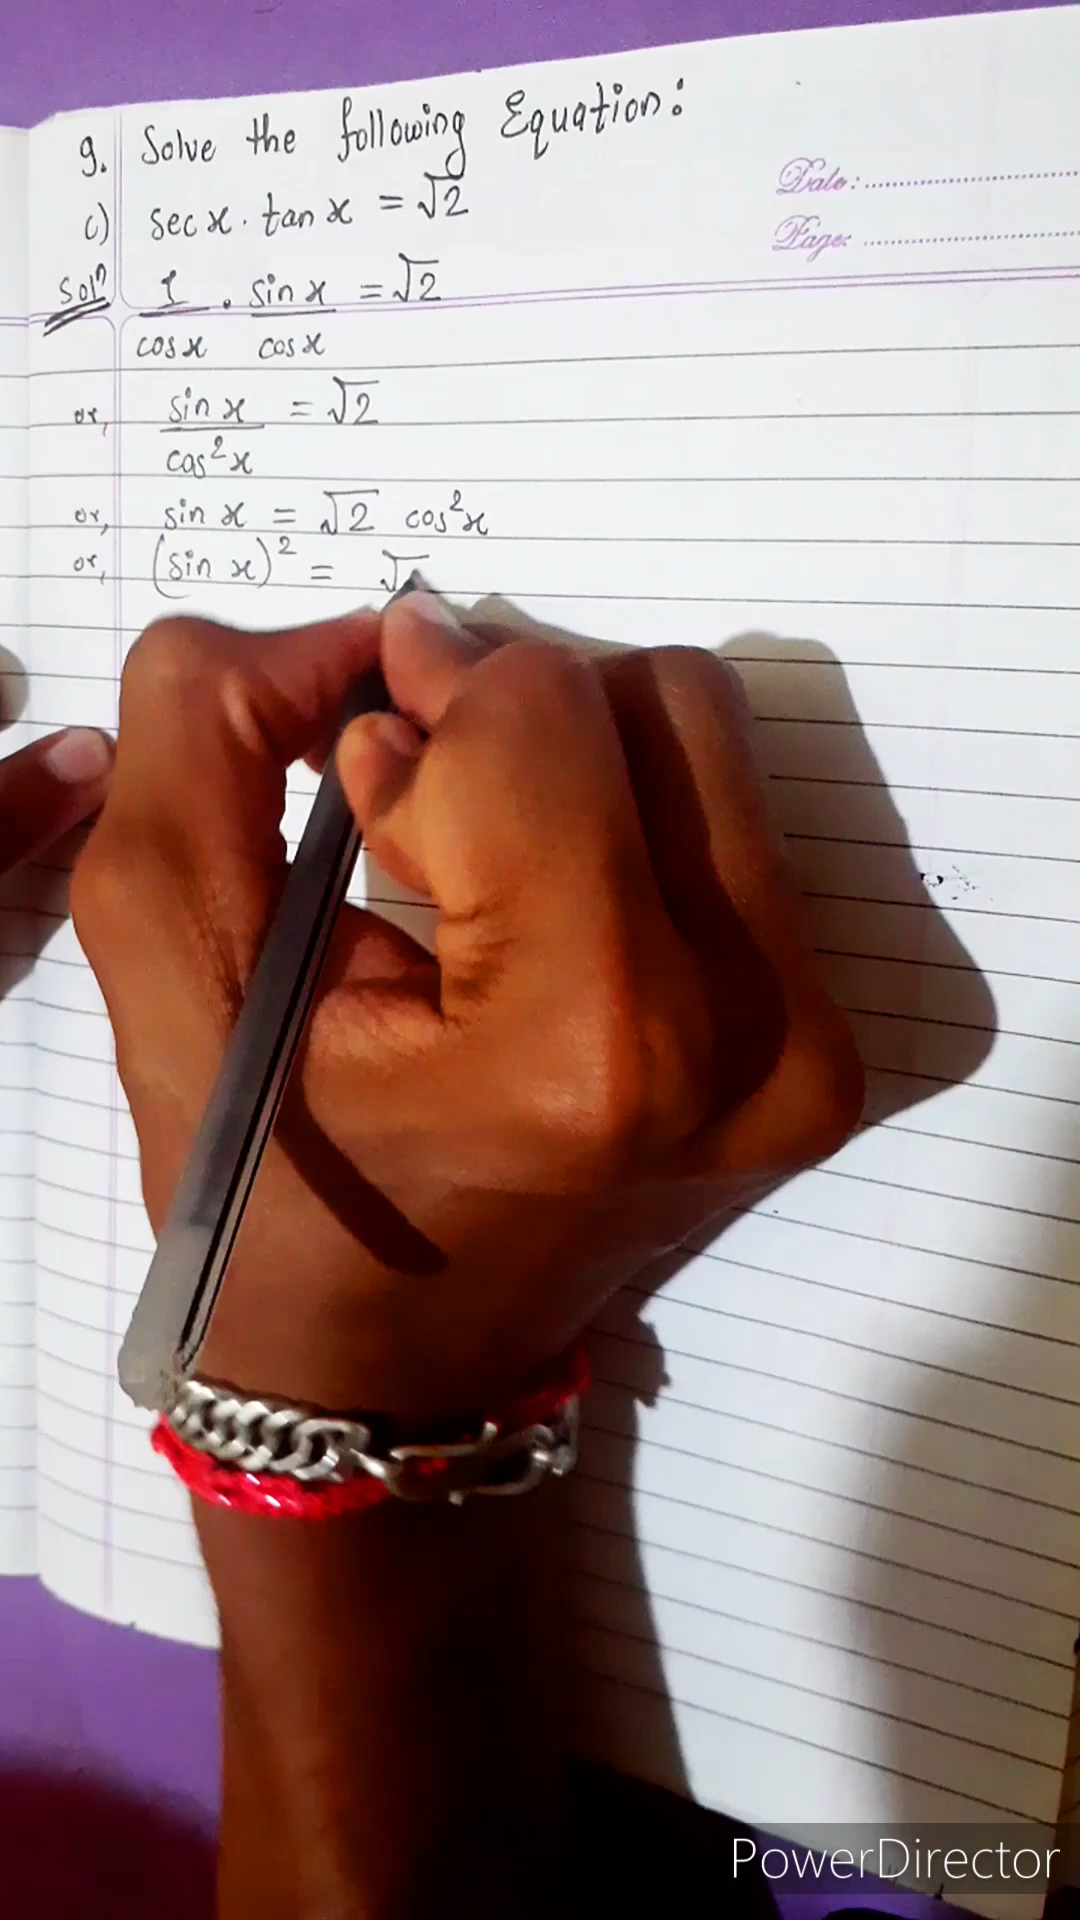 9. Solve the following Equation:
Date:
c) sec x . tan x = √2
Page:
Solⁿ 1/cos x . sin x/cos x = √2
or, sin x/cos²x = √2
or, sin x = √2 cos²x
or, (sin x)² = √
PowerDirector